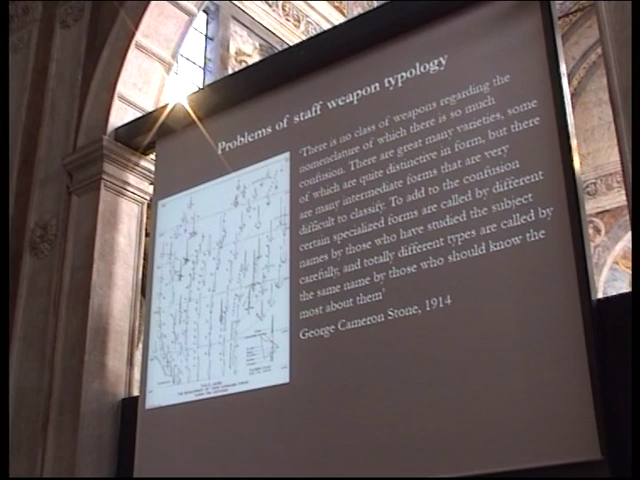 Problems of staff weapon typology
'There is no class of weapons regarding the
nomenclature of which there is so much
confusion. There are great many varieties, some
of which are quite distinctive in form, but there
are many intermediate forms that are very
difficult to classify. To add to the confusion
certain specialized forms are called by different
names by those who have studied the subject
carefully, and totally different types are called by
the same name by those who should know the
most about them'
George Cameron Stone, 1914